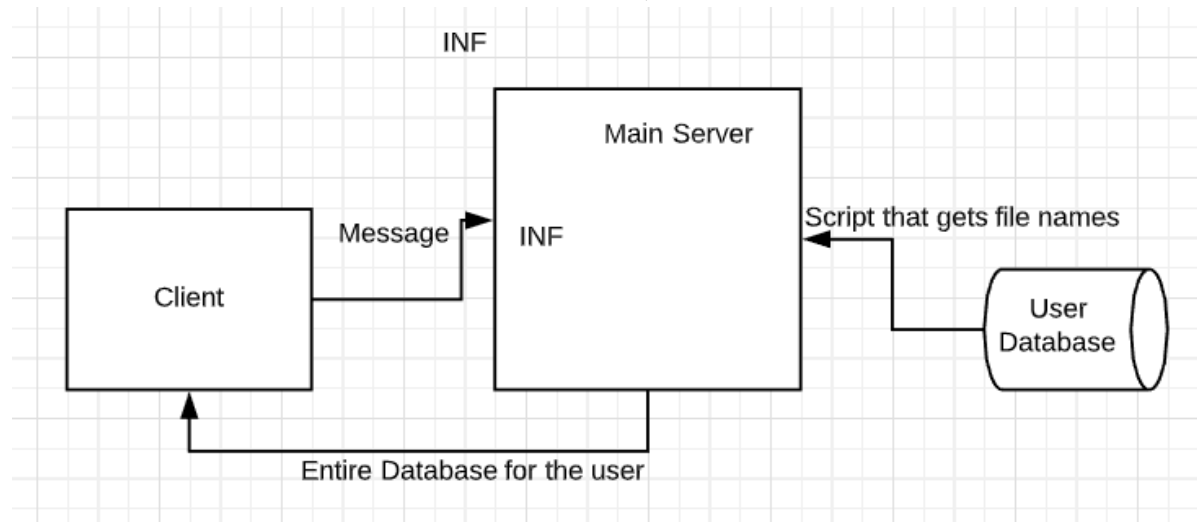 INF
Main Server
Script that gets file names
Message
INF
Client
User
Database
Entire Database for the user